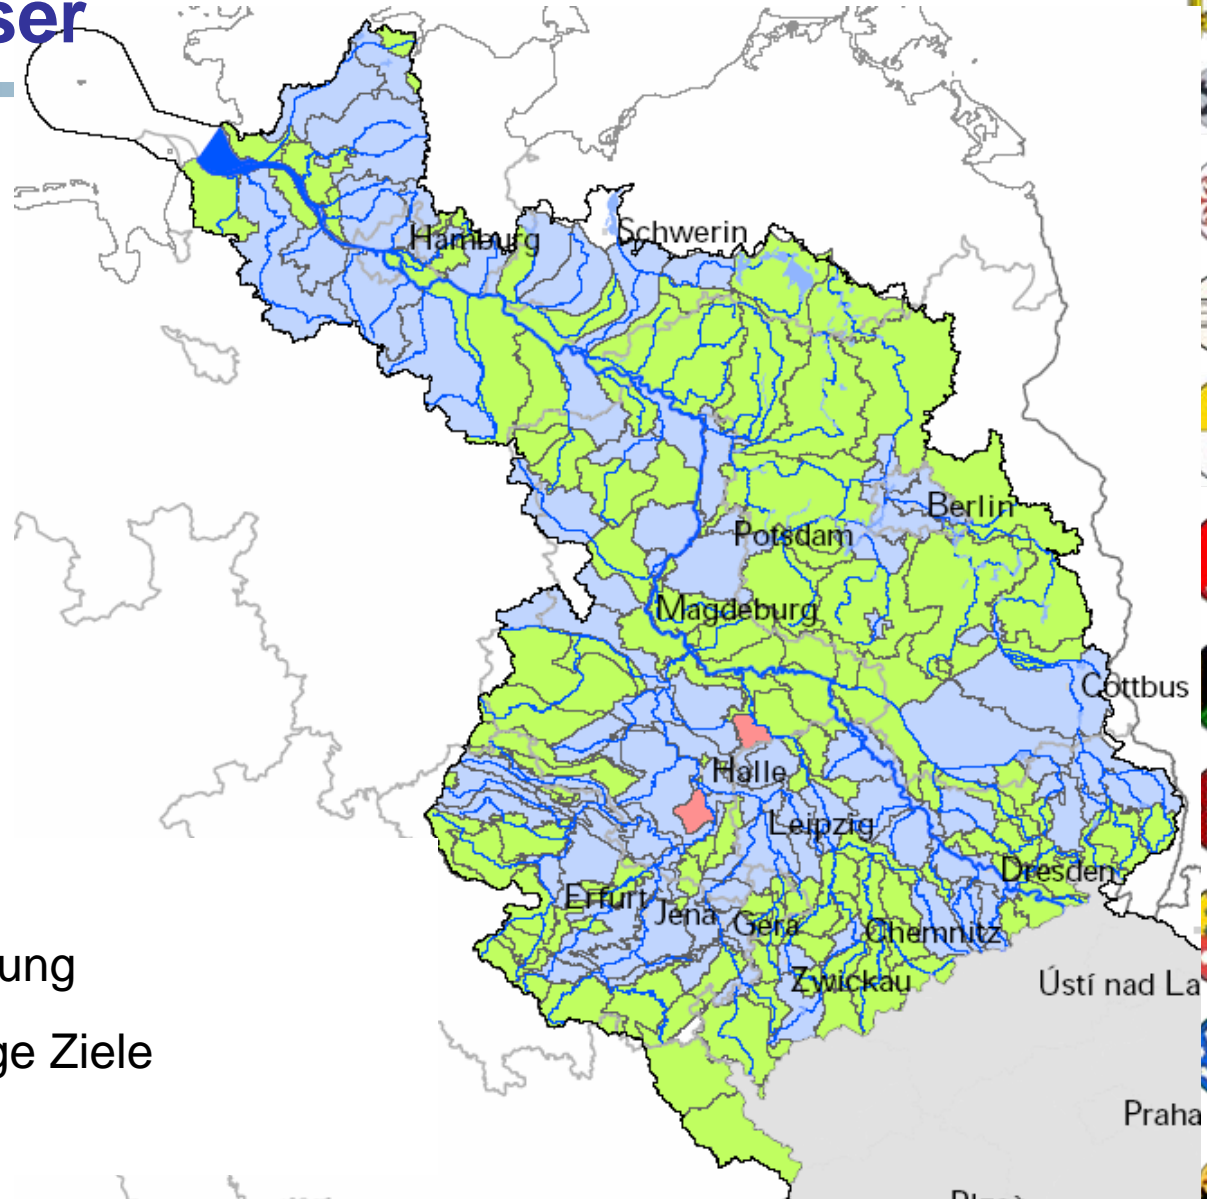 ser
Hamburg
Schwerin
Berlin
Potsdam
Magdeburg
Cottbus
Halle
Leipzig
Dresden
Erfurt
Jena
Gera
Chemnitz
ung
Zwickau
Ústí nad La
ge Ziele
Praha